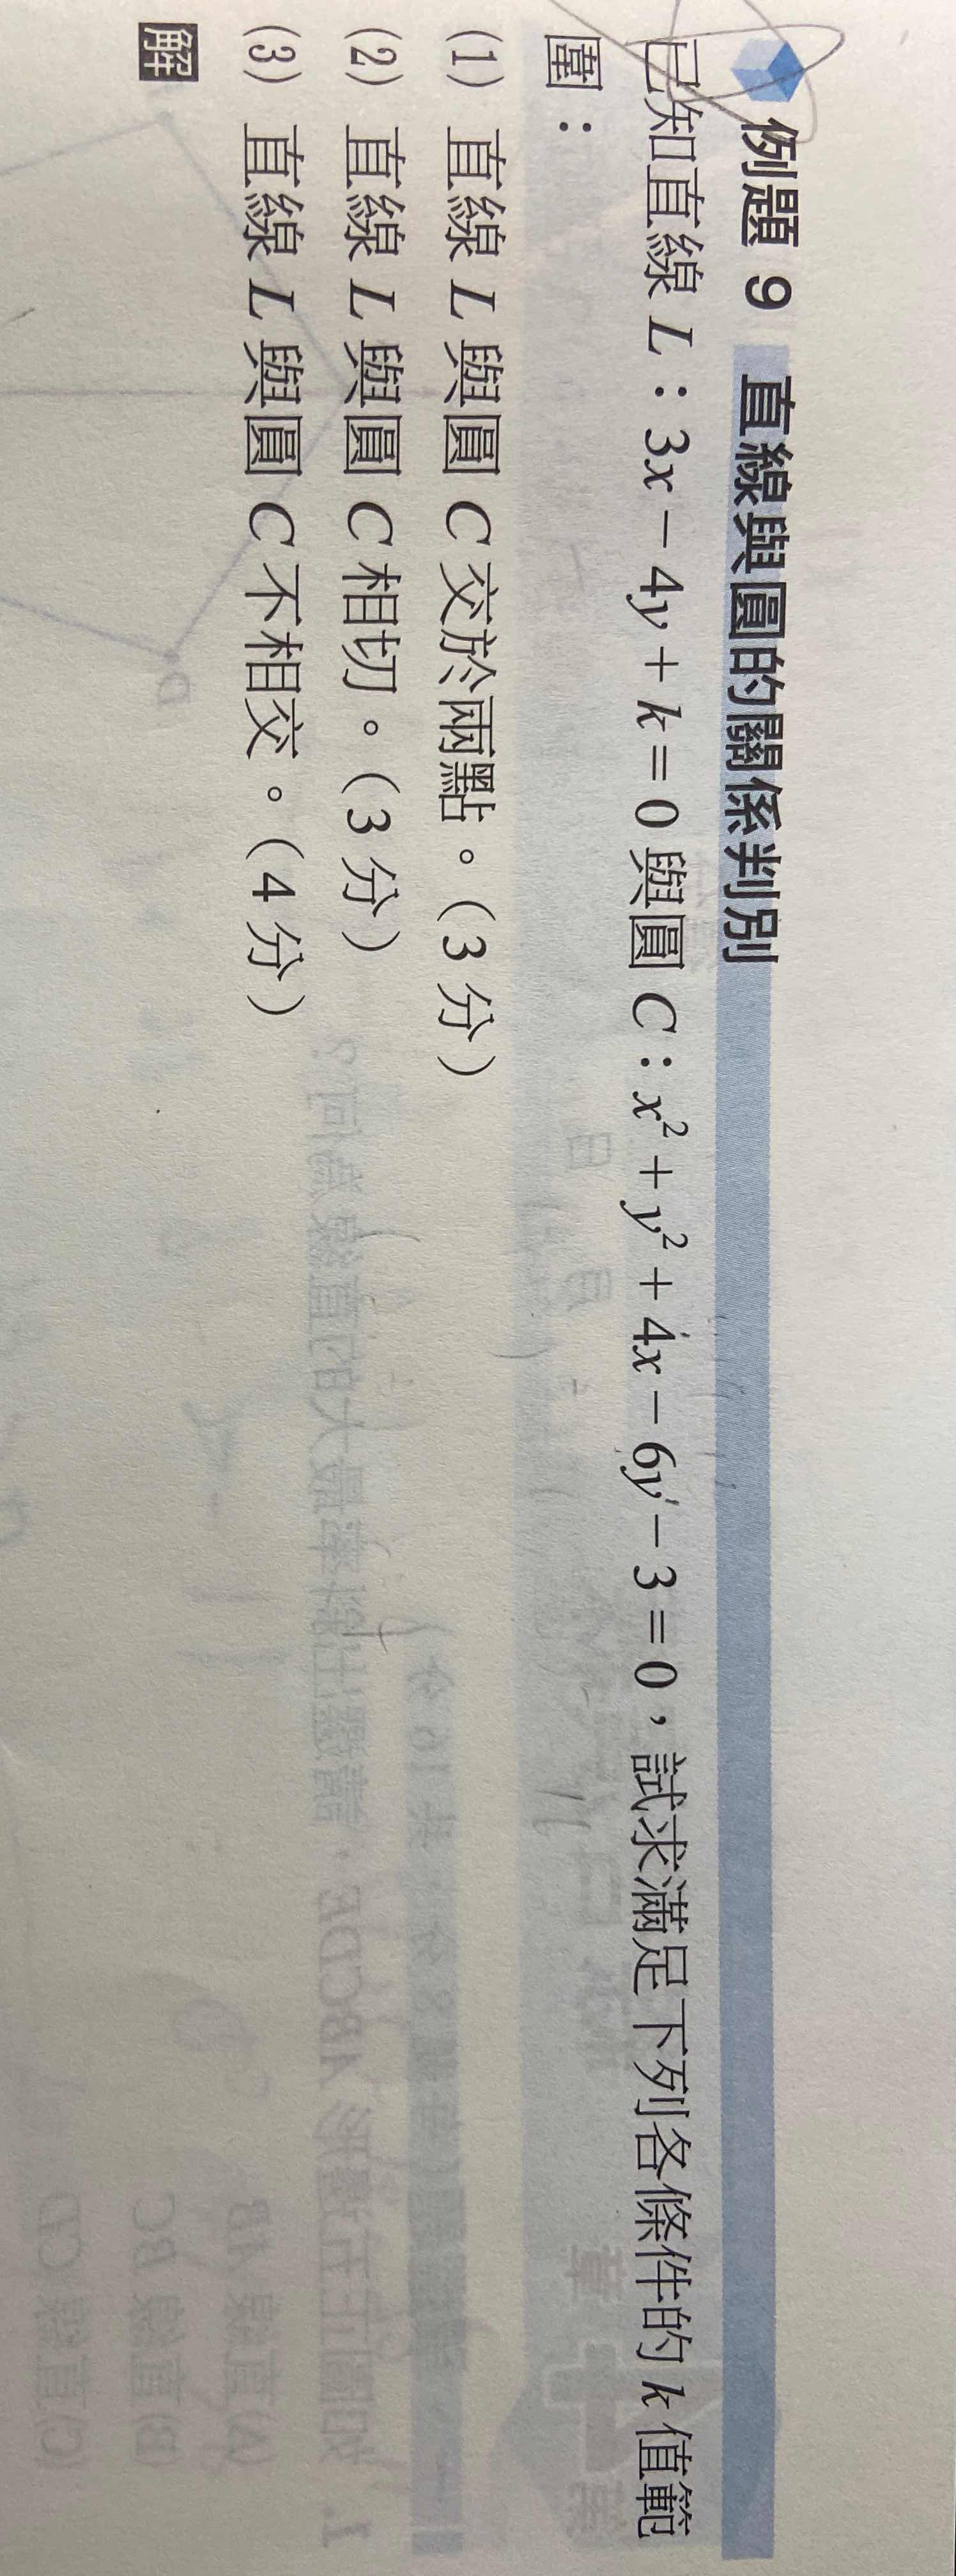 例題 9 直線與圓的關係判別
已知直線 L：3x－4y＋k＝0 與圓 C：x²＋y²＋4x－6y－3＝0，試求滿足下列各條件的 k 值範
圍：
(1) 直線 L 與圓 C 交於兩點。（3 分）
(2) 直線 L 與圓 C 相切。（3 分）
(3) 直線 L 與圓 C 不相交。（4 分）
解